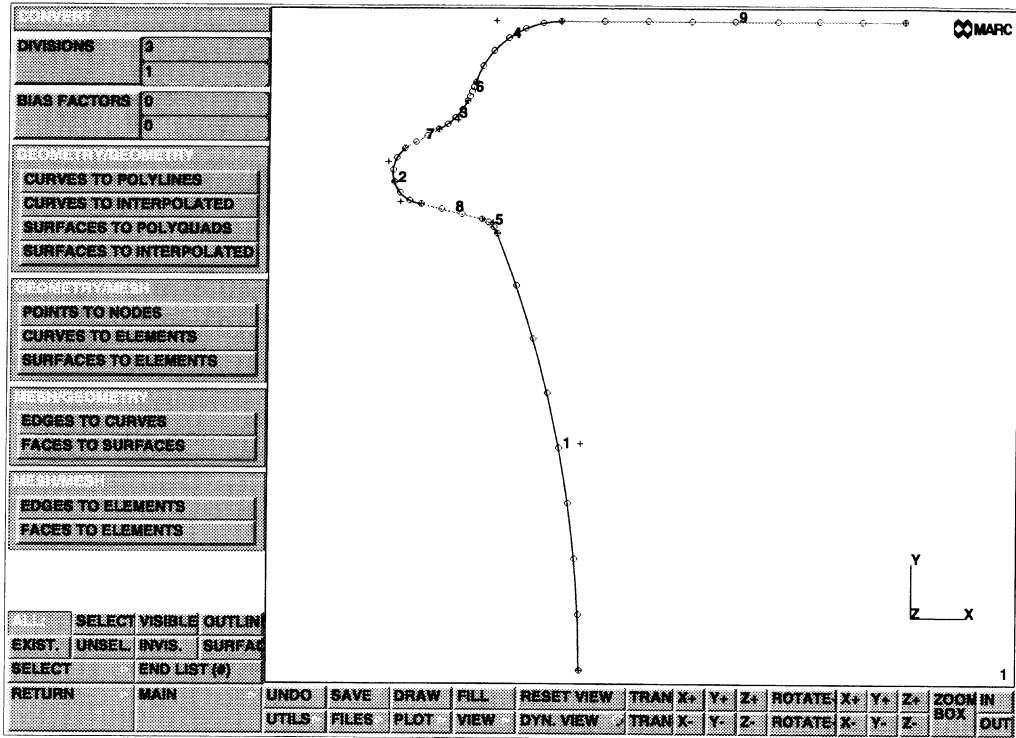 CONVERT
DIVISIONS 3
1
BIAS FACTORS 0
0
GEOMETRY/GEOMETRY
CURVES TO POLYLINES
CURVES TO INTERPOLATED
SURFACES TO POLYQUADS
SURFACES TO INTERPOLATED
GEOMETRY/MESH
POINTS TO NODES
CURVES TO ELEMENTS
SURFACES TO ELEMENTS
MESH/GEOMETRY
EDGES TO CURVES
FACES TO SURFACES
MESH/MESH
EDGES TO ELEMENTS
FACES TO ELEMENTS
ALL: SELECT VISIBLE OUTLIN
EXIST. UNSEL. INVIS. SURFAC
SELECT END LIST (#)
RETURN MAIN
9
MARC
4
6
3
7
2
8
5
1
Y
Z X
1
UNDO SAVE DRAW FILL RESET VIEW TRAN X+ Y+ Z+ ROTATE X+ Y+ Z+ ZOOM BOX IN
UTILS FILES PLOT VIEW DYN. VIEW TRAN X- Y- Z- ROTATE X- Y- Z- OUT